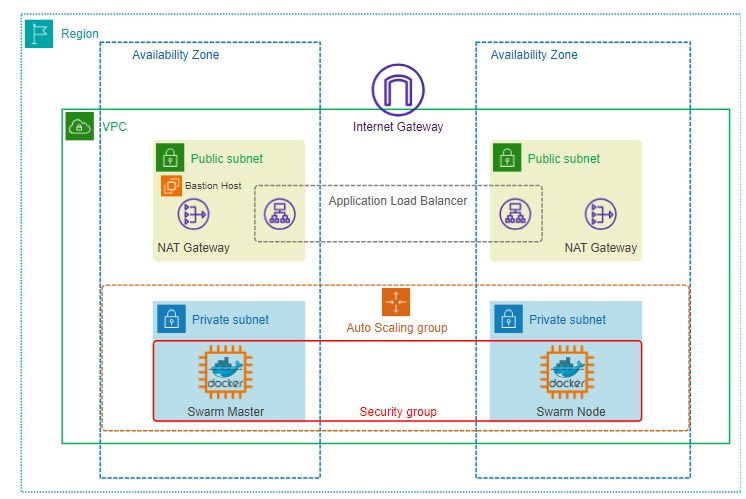 Region
Availability Zone
Availability Zone
Internet Gateway
VPC
Public subnet
Public subnet
Bastion Host
Application Load Balancer
NAT Gateway
NAT Gateway
Private subnet
Private subnet
Auto Scaling group
docker
docker
Swarm Master
Security group
Swarm Node